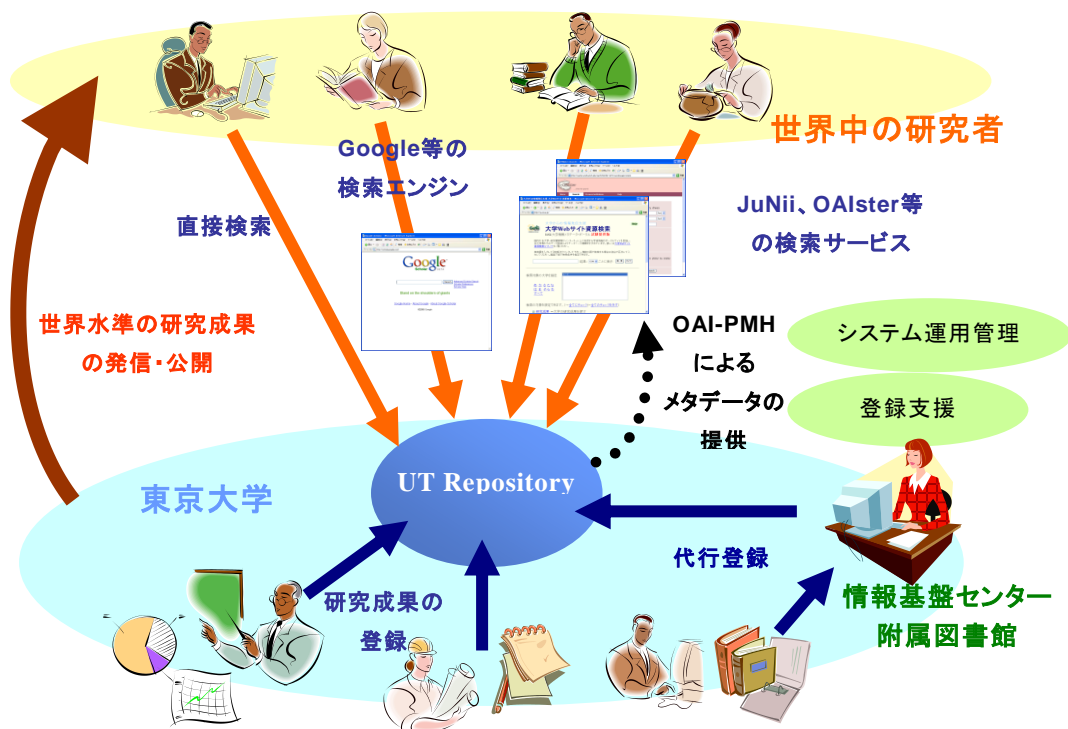 世界中の研究者
Google等の
検索エンジン
直接検索
JuNii、OAIster等
の検索サービス
Google
大学Webサイト資源検索
世界水準の研究成果
の発信・公開
OAI-PMH
による
メタデータの
提供
システム運用管理
登録支援
東京大学
UT Repository
代行登録
研究成果の
登録
情報基盤センター
附属図書館